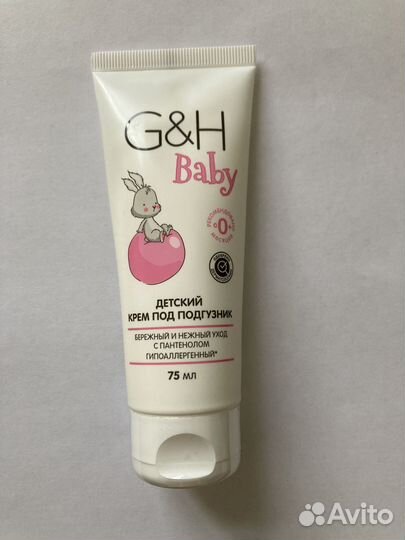 G&H
Baby
РЕКОМЕНДОВАНО
0+
МЕСЯЦЕВ
ДЕТСКИЙ
КРЕМ ПОД ПОДГУЗНИК
БЕРЕЖНЫЙ И НЕЖНЫЙ УХОД
С ПАНТЕНОЛОМ
ГИПОАЛЛЕРГЕННЫЙ*
75 мл
Avito